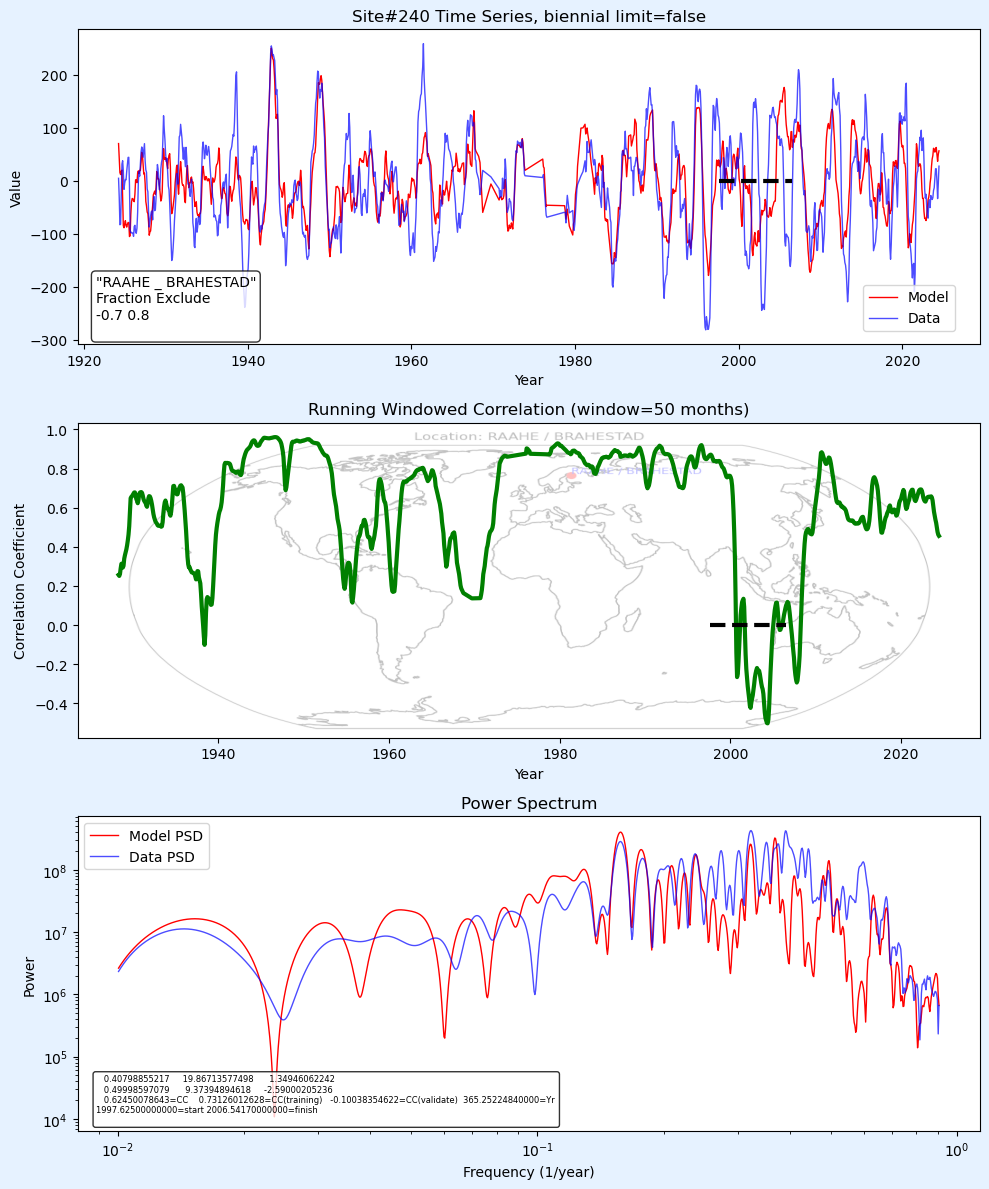 Site#240 Time Series, biennial limit=false
Value
200
100
0
−100
−200
−300
"RAAHE _ BRAHESTAD"
Fraction Exclude
-0.7 0.8
Model
Data
1920
1940
1960
1980
2000
2020
Year
Running Windowed Correlation (window=50 months)
Location: RAAHE / BRAHESTAD
RAAHE / BRAHESTAD
Correlation Coefficient
1.0
0.8
0.6
0.4
0.2
0.0
−0.2
−0.4
1940
1960
1980
2000
2020
Year
Power Spectrum
Model PSD
Data PSD
Power
10^8
10^7
10^6
10^5
10^4
0.40798855217 19.86713577498 1.34946062242
0.49998597079 9.37394894618 -2.59000205236
0.62450078643=CC 0.73126012628=CC(training) -0.10038354622=CC(validate) 365.25224840000=Yr
1997.62500000000=start 2006.54170000000=finish
10^−2
10^−1
10^0
Frequency (1/year)